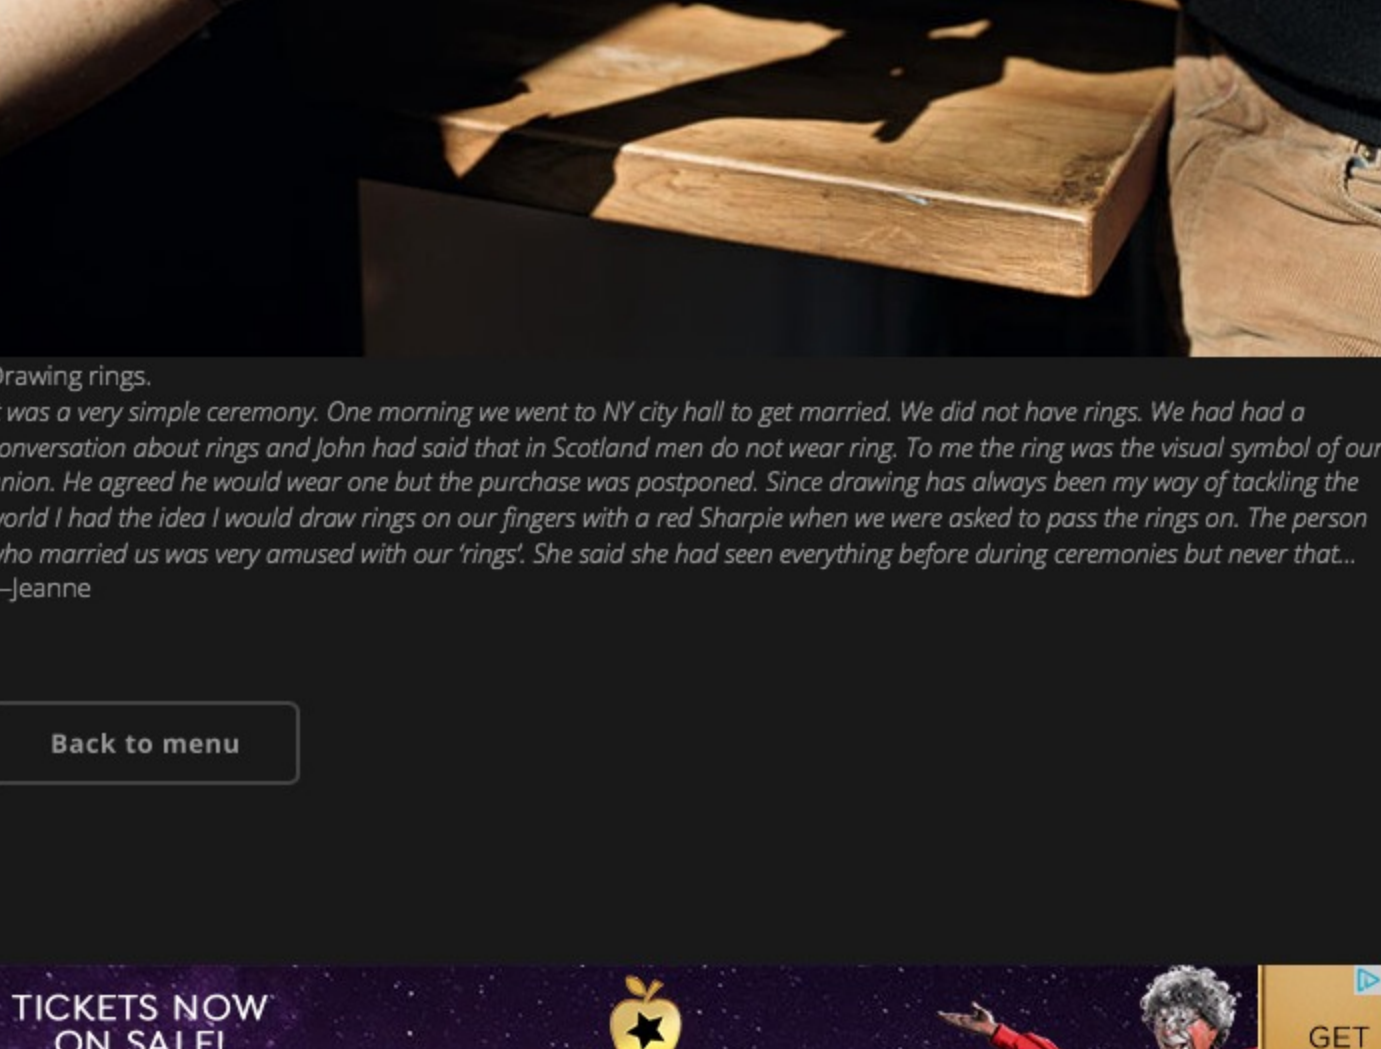 Drawing rings.
was a very simple ceremony. One morning we went to NY city hall to get married. We did not have rings. We had had a
onversation about rings and John had said that in Scotland men do not wear ring. To me the ring was the visual symbol of our
nion. He agreed he would wear one but the purchase was postponed. Since drawing has always been my way of tackling the
world I had the idea I would draw rings on our fingers with a red Sharpie when we were asked to pass the rings on. The person
who married us was very amused with our ‘rings’. She said she had seen everything before during ceremonies but never that...
—Jeanne
Back to menu
TICKETS NOW
ON SALE!
GET